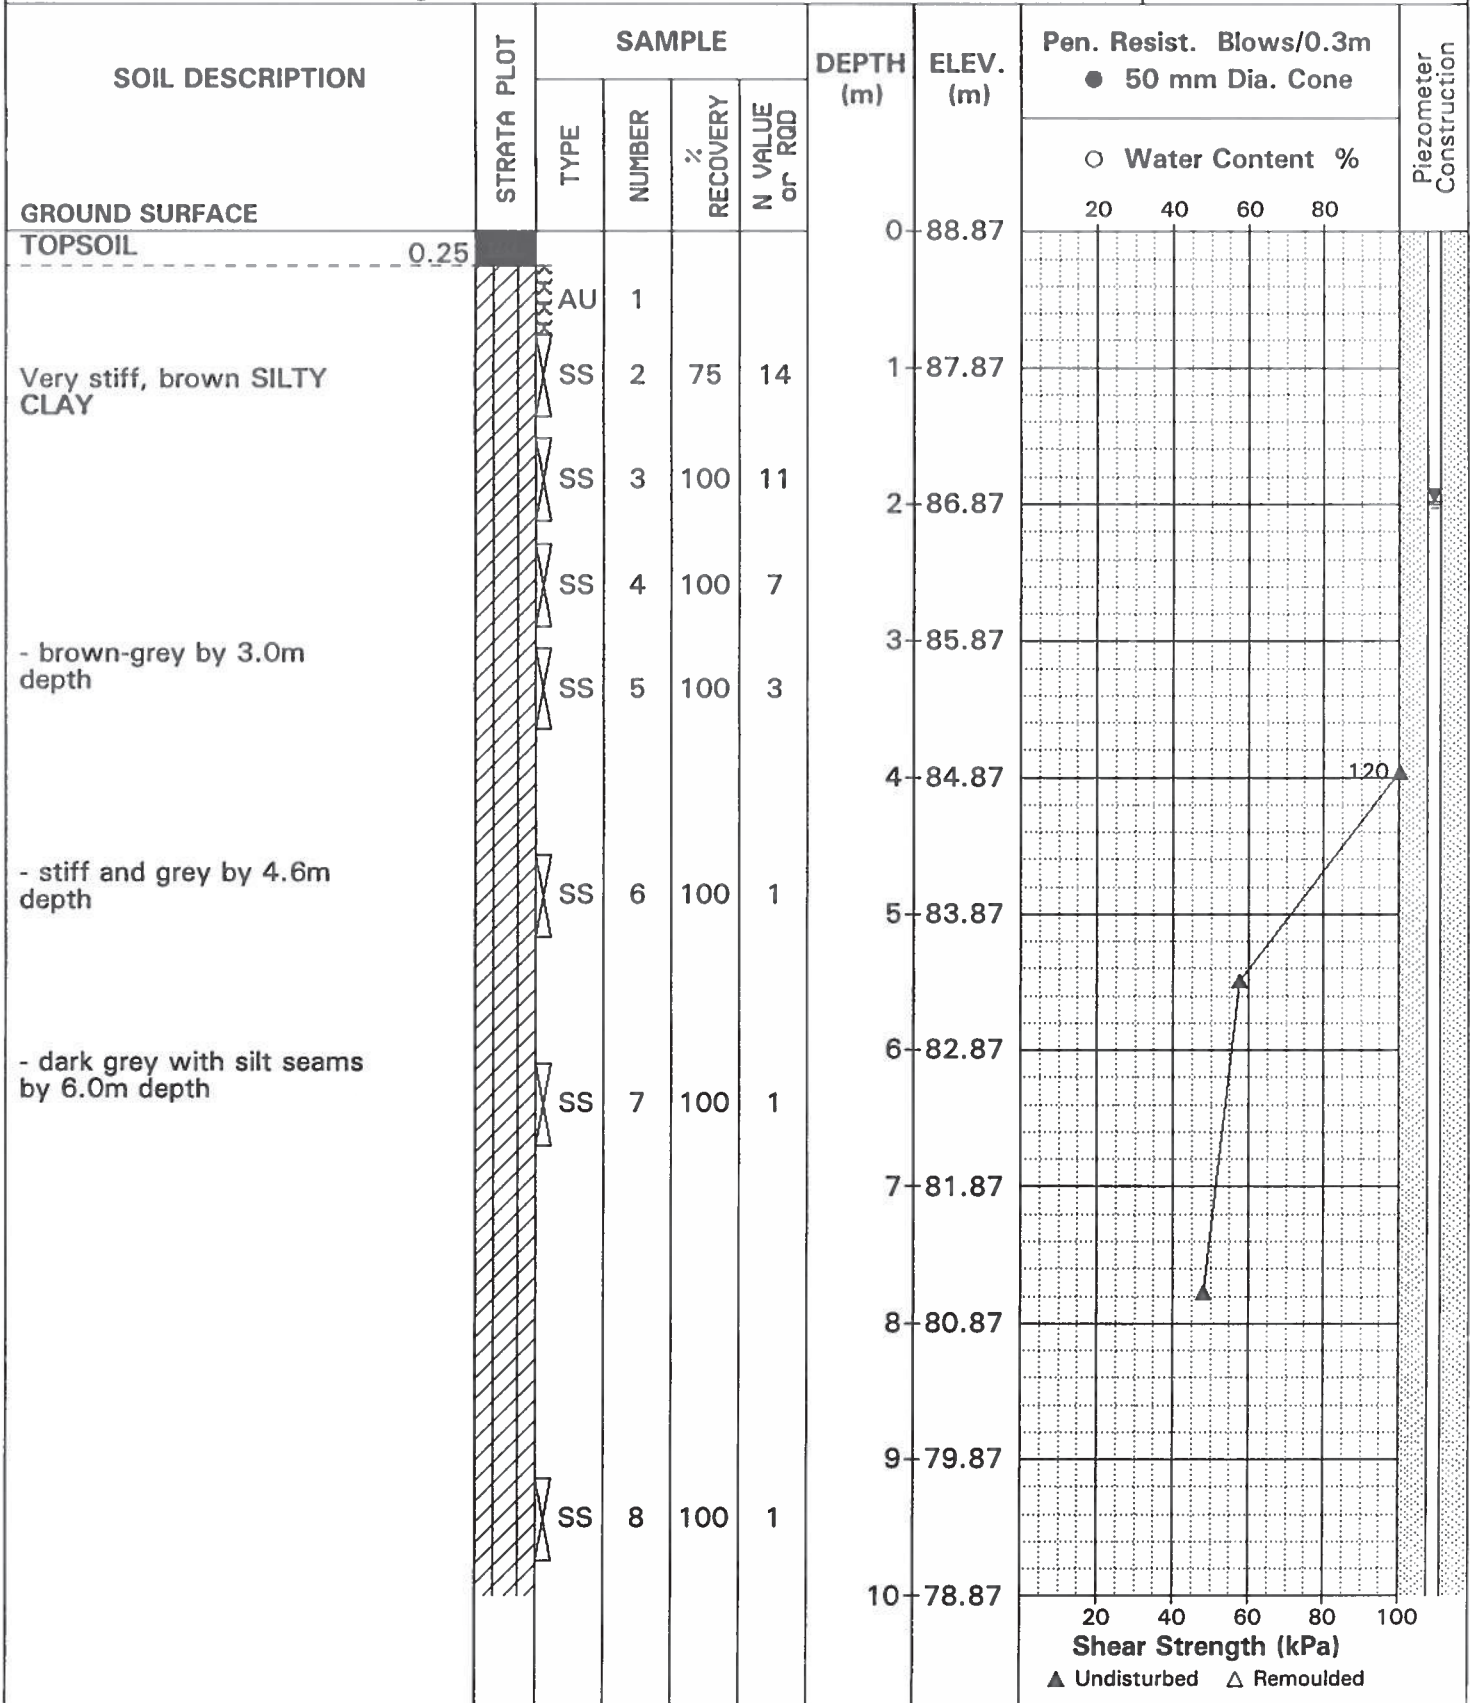 SOIL DESCRIPTION
STRATA PLOT
SAMPLE
TYPE
NUMBER
%
RECOVERY
N VALUE
or RQD
DEPTH
(m)
ELEV.
(m)
Pen. Resist. Blows/0.3m
● 50 mm Dia. Cone
○ Water Content %
20 40 60 80
Piezometer
Construction
GROUND SURFACE
0 88.87
TOPSOIL 0.25
AU 1
Very stiff, brown SILTY
CLAY
SS 2 75 14
1 87.87
SS 3 100 11
2 86.87
SS 4 100 7
- brown-grey by 3.0m
depth
3 85.87
SS 5 100 3
4 84.87
120
- stiff and grey by 4.6m
depth
SS 6 100 1
5 83.87
- dark grey with silt seams
by 6.0m depth
6 82.87
SS 7 100 1
7 81.87
8 80.87
9 79.87
SS 8 100 1
10 78.87
20 40 60 80 100
Shear Strength (kPa)
▲ Undisturbed △ Remoulded